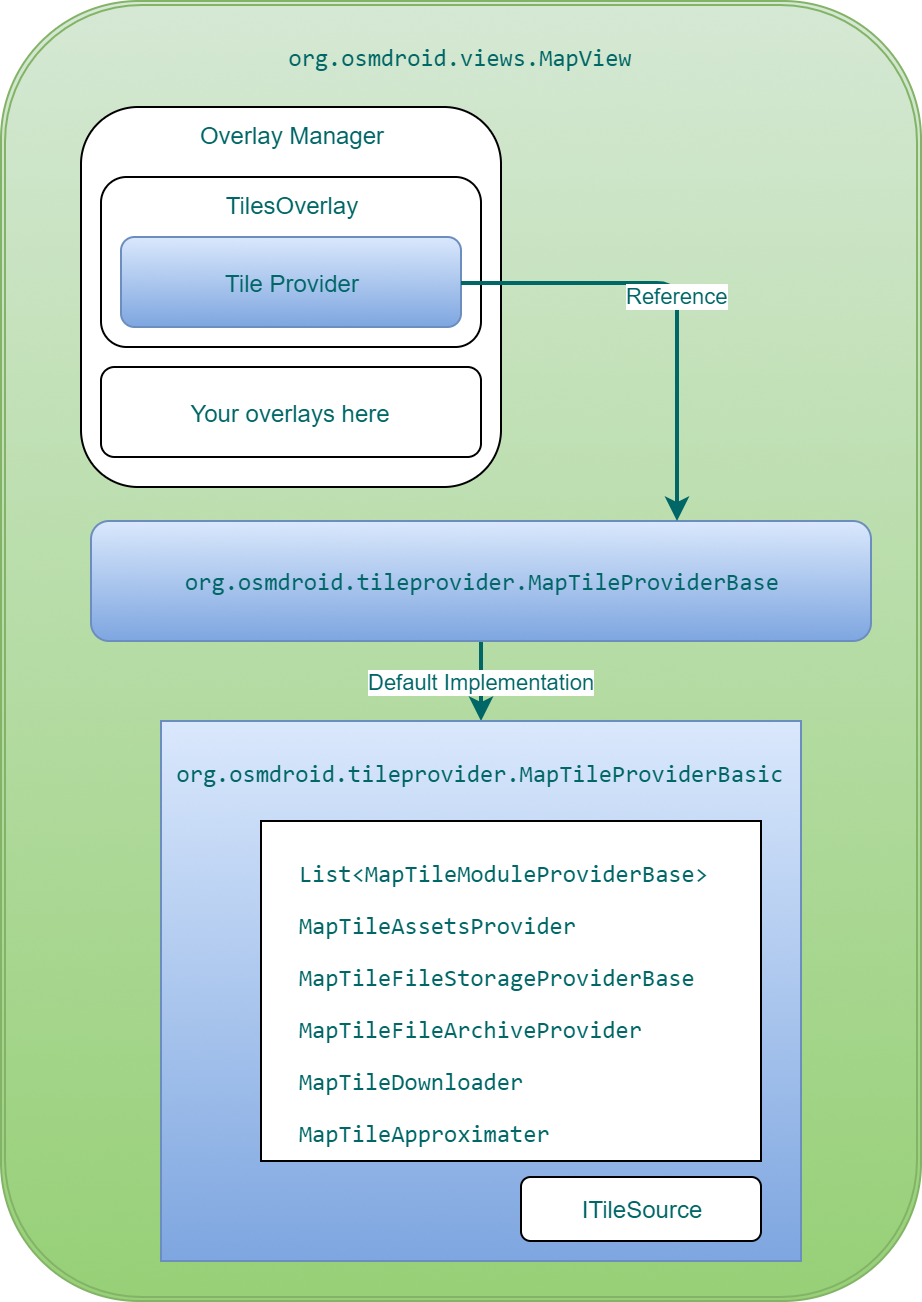 org.osmdroid.views.MapView
Overlay Manager
TilesOverlay
Tile Provider
Reference
Your overlays here
org.osmdroid.tileprovider.MapTileProviderBase
Default Implementation
org.osmdroid.tileprovider.MapTileProviderBasic
List<MapTileModuleProviderBase>
MapTileAssetsProvider
MapTileFileStorageProviderBase
MapTileFileArchiveProvider
MapTileDownloader
MapTileApproximater
ITileSource